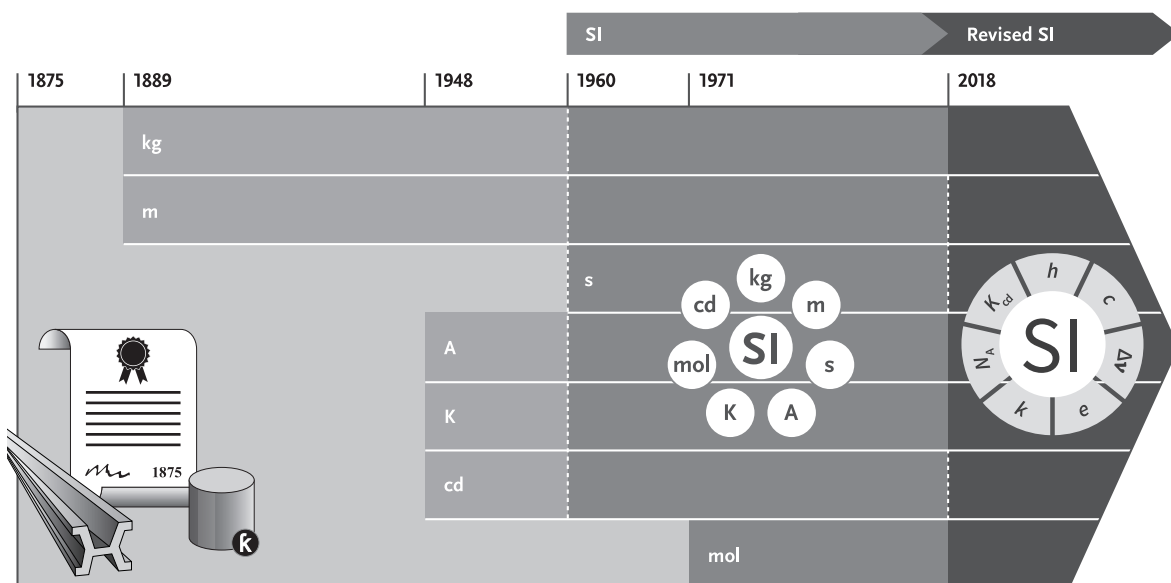 SI
Revised SI
1875
1889
1948
1960
1971
2018
kg
m
s
A
K
cd
mol
kg
m
s
A
K
mol
cd
SI
h
c
Δν
e
k
N_A
K_cd
SI
1875